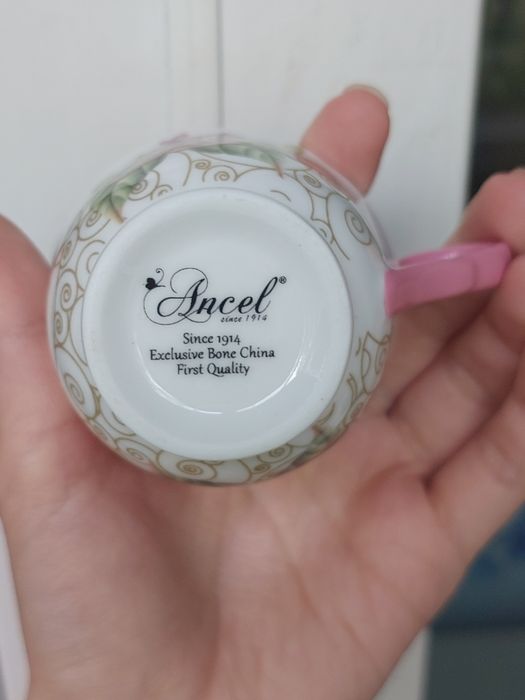 Ancel®
since 1914
Since 1914
Exclusive Bone China
First Quality